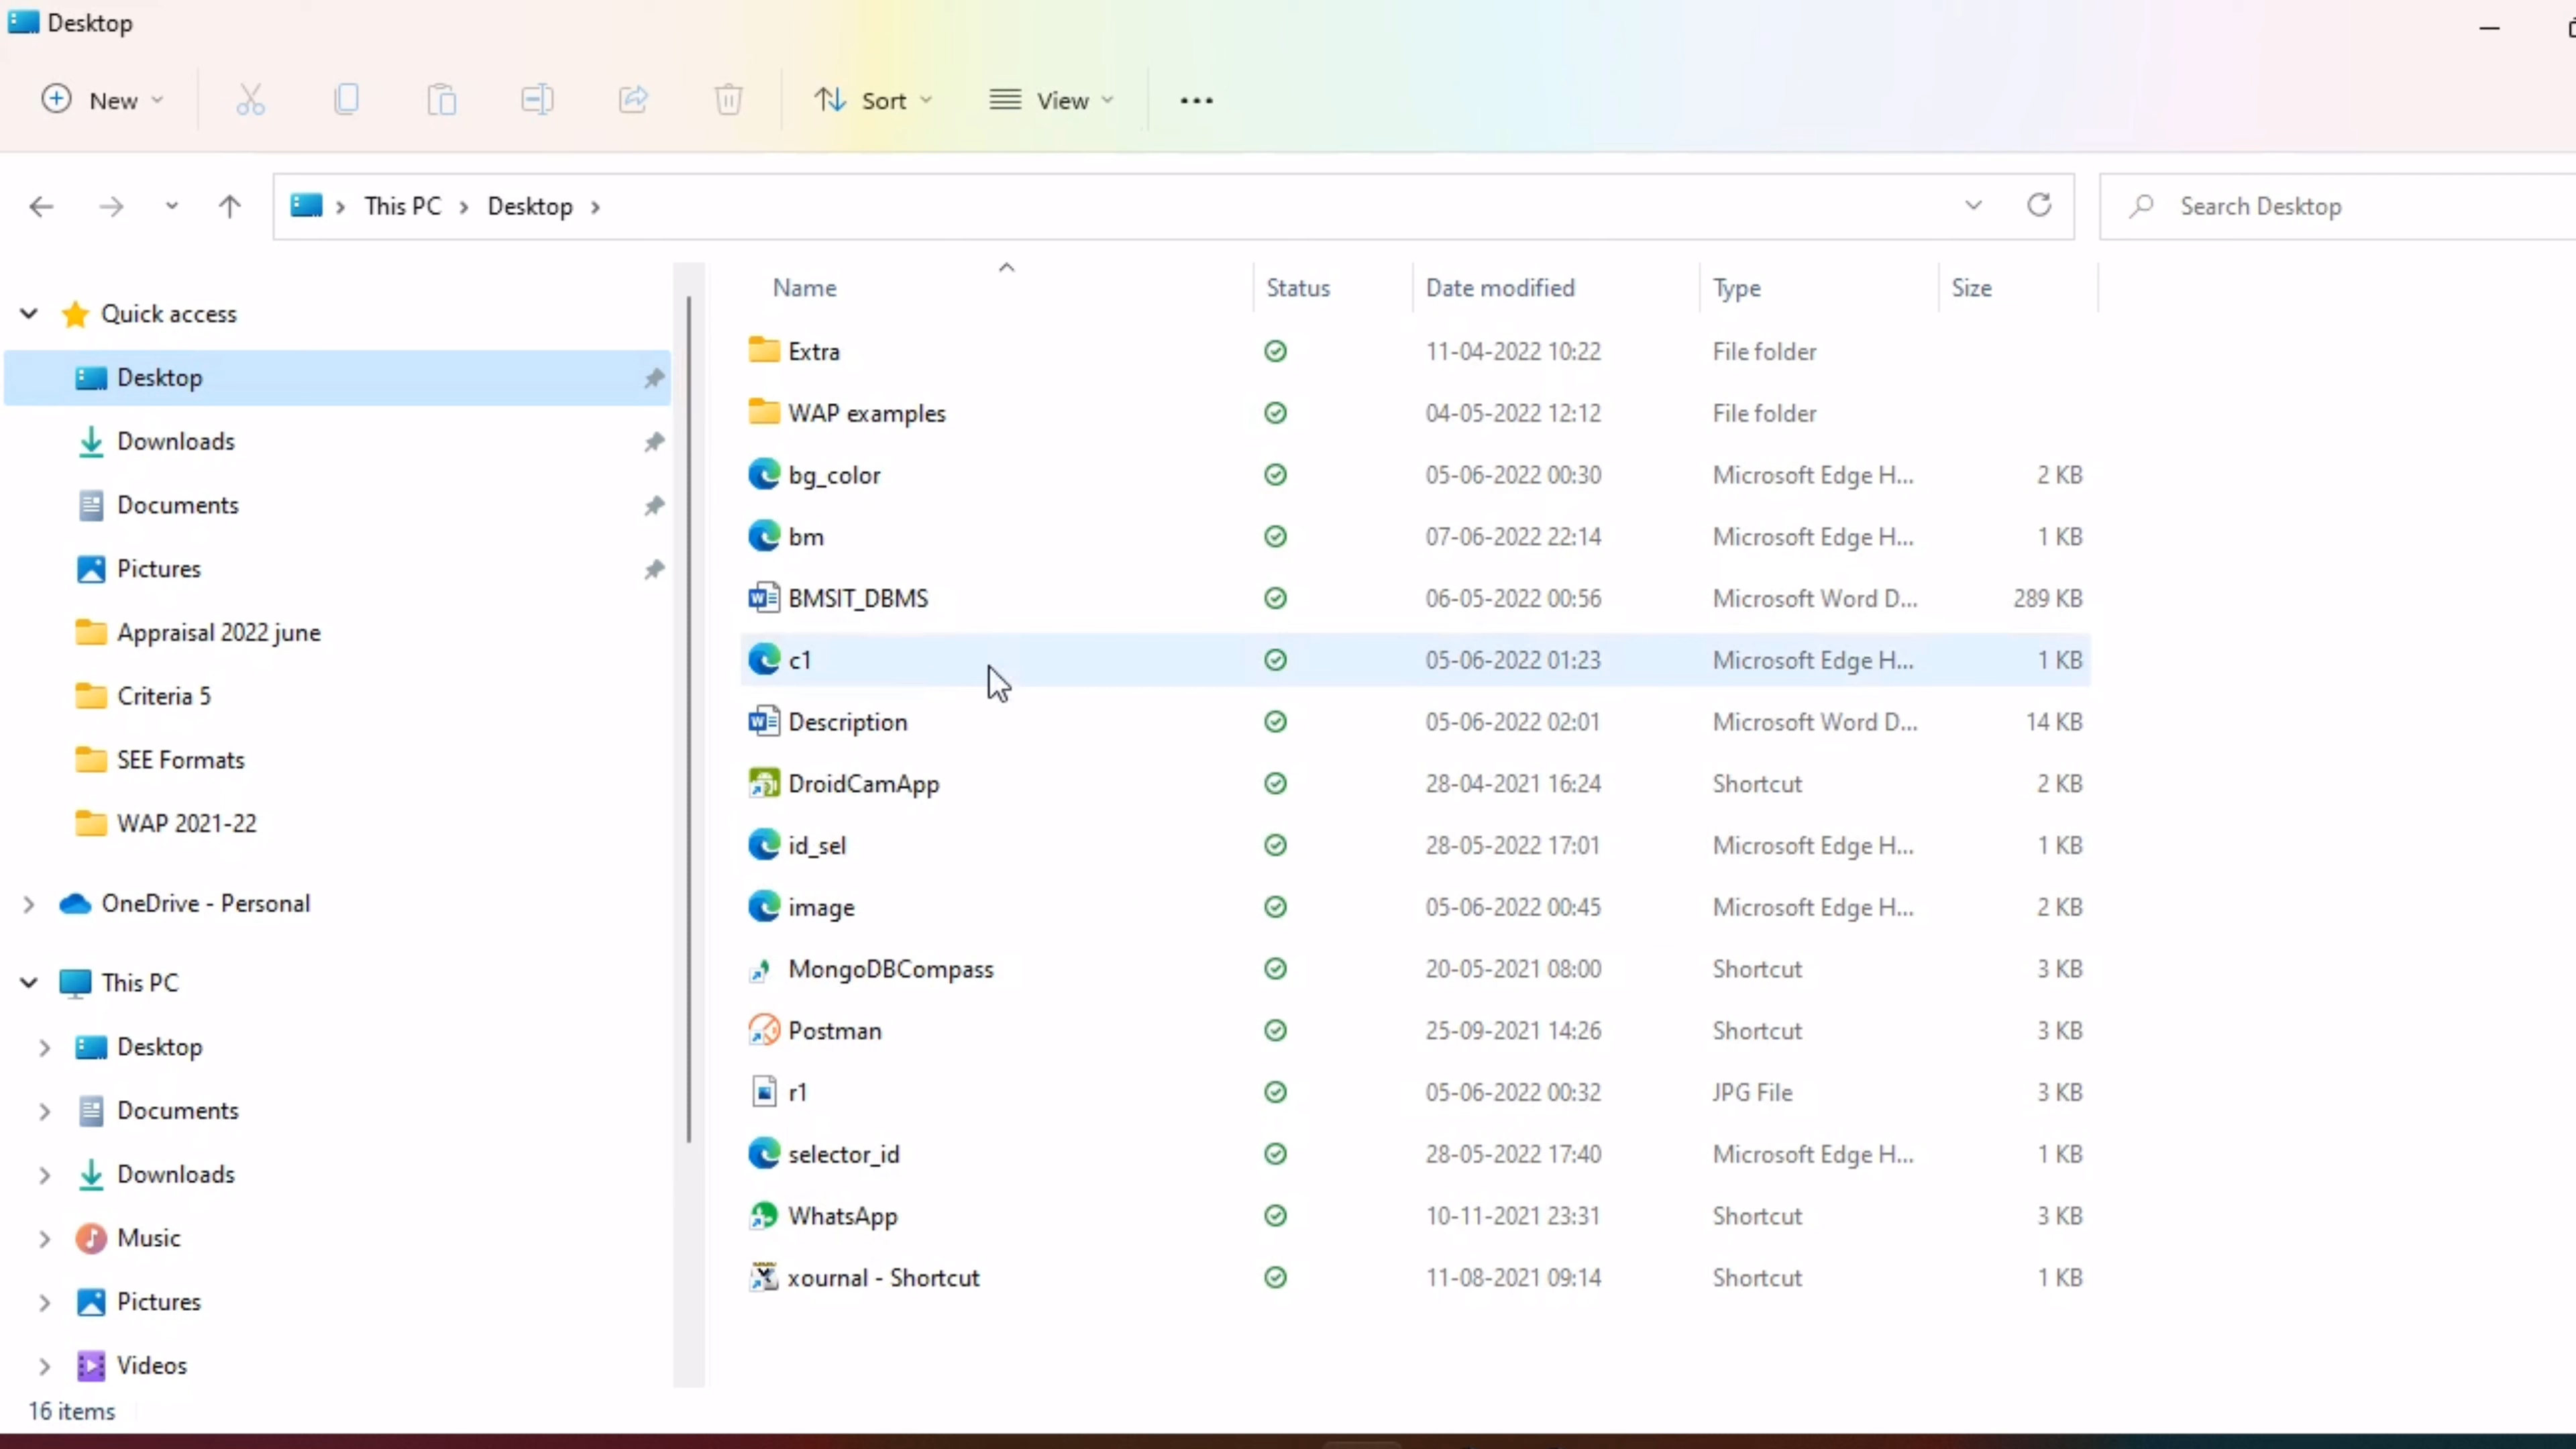 Desktop
New
Sort
View
This PC
Desktop
Search Desktop
Name Status Date modified Type Size
Quick access
Desktop
Downloads
Documents
Pictures
Appraisal 2022 june
Criteria 5
SEE Formats
WAP 2021-22
OneDrive - Personal
This PC
Desktop
Documents
Downloads
Music
Pictures
Videos
Extra 11-04-2022 10:22 File folder
WAP examples 04-05-2022 12:12 File folder
bg_color 05-06-2022 00:30 Microsoft Edge H... 2 KB
bm 07-06-2022 22:14 Microsoft Edge H... 1 KB
BMSIT_DBMS 06-05-2022 00:56 Microsoft Word D... 289 KB
c1 05-06-2022 01:23 Microsoft Edge H... 1 KB
Description 05-06-2022 02:01 Microsoft Word D... 14 KB
DroidCamApp 28-04-2021 16:24 Shortcut 2 KB
id_sel 28-05-2022 17:01 Microsoft Edge H... 1 KB
image 05-06-2022 00:45 Microsoft Edge H... 2 KB
MongoDBCompass 20-05-2021 08:00 Shortcut 3 KB
Postman 25-09-2021 14:26 Shortcut 3 KB
r1 05-06-2022 00:32 JPG File 3 KB
selector_id 28-05-2022 17:40 Microsoft Edge H... 1 KB
WhatsApp 10-11-2021 23:31 Shortcut 3 KB
xournal - Shortcut 11-08-2021 09:14 Shortcut 1 KB
16 items